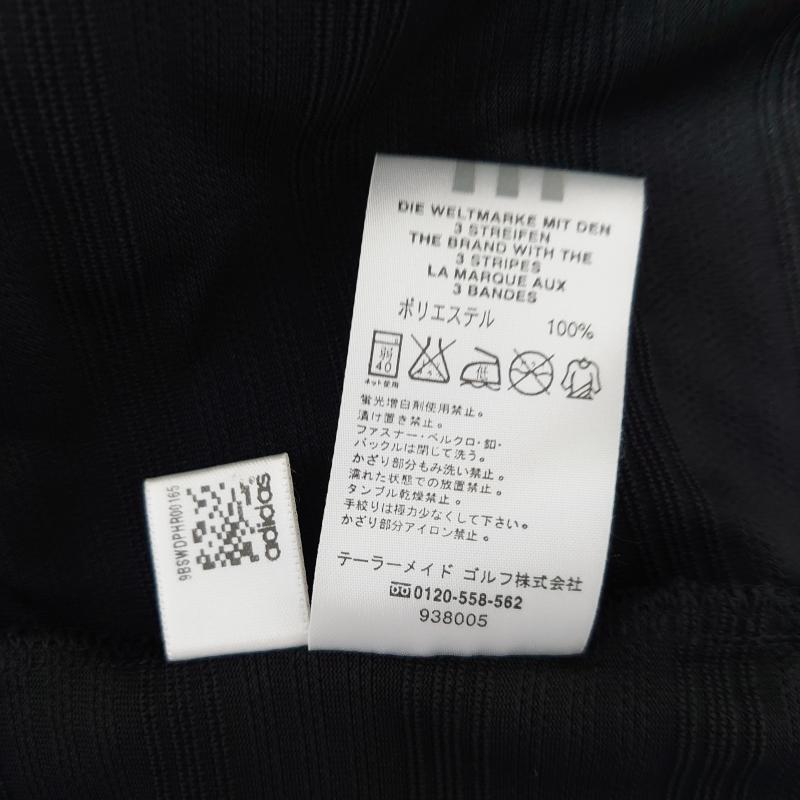 DIE WELTMARKE MIT DEN
3 STREIFEN
THE BRAND WITH THE
3 STRIPES
LA MARQUE AUX
3 BANDES
ポリエステル 100%
弱
40
低
ネット使用
蛍光増白剤使用禁止。
漬け置き禁止。
ファスナー・ベルクロ・釦・
バックルは閉じて洗う。
かざり部分もみ洗い禁止。
濡れた状態での放置禁止。
タンブル乾燥禁止。
手絞りは極力少なくして下さい。
かざり部分アイロン禁止。
テーラーメイド ゴルフ株式会社
0120-558-562
938005
9BSWDPHR00165
adidas